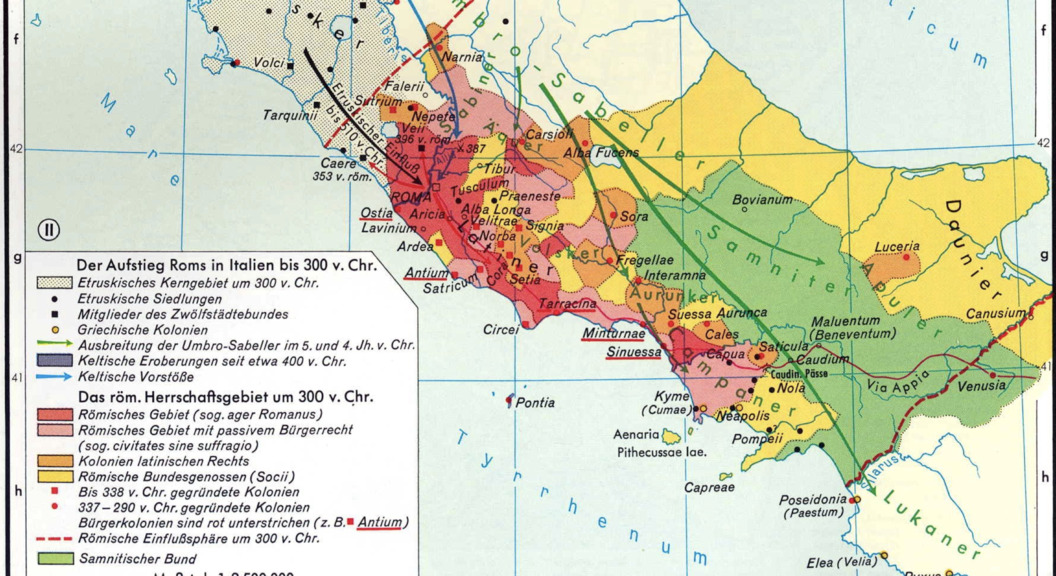 f
f
g
g
h
h
42
42
41
41
II
Mare
Tyrrhenum
ticum
sker
Umbro-Sabeller
Tiber
Volci
Tarquinii
Etruskischer Einfluß
bis 510 v. Chr.
Narnia
Falerii
Sutrium
Nepete
Veii
396 v. röm.
Caere
353 v. röm.
Sabiner
Äquer
387
Allia
Carsioli
Alba Fucens
Tibur
ROMA
Tusculum
Praeneste
Ostia
Aricia
Alba Longa
Lavinium
Velitrae
Signia
Latiner
Norba
Volsker
Ardea
Cora
Antium
Setia
Satricum
Sora
Fregellae
Interamna
Tarracina
Circei
Aurunker
Minturnae
Suessa Aurunca
Sinuessa
Cales
Capua
Kampaner
Bovianum
Samniter
Luceria
Daunier
Apuler
Canusium
Maluentum
(Beneventum)
Saticula
Caudium
Caudin. Pässe
Via Appia
Venusia
Nola
Kyme
(Cumae)
Neapolis
Pompeii
Pontia
Aenaria
Pithecussae Iae.
Capreae
Silarus
Poseidonia
(Paestum)
Lukaner
Elea (Velia)
Der Aufstieg Roms in Italien bis 300 v. Chr.
Etruskisches Kerngebiet um 300 v. Chr.
Etruskische Siedlungen
Mitglieder des Zwölfstädtebundes
Griechische Kolonien
Ausbreitung der Umbro-Sabeller im 5. und 4. Jh. v. Chr.
Keltische Eroberungen seit etwa 400 v. Chr.
Keltische Vorstöße
Das röm. Herrschaftsgebiet um 300 v. Chr.
Römisches Gebiet (sog. ager Romanus)
Römisches Gebiet mit passivem Bürgerrecht
(sog. civitates sine suffragio)
Kolonien latinischen Rechts
Römische Bundesgenossen (Socii)
Bis 338 v. Chr. gegründete Kolonien
337–290 v. Chr. gegründete Kolonien
Bürgerkolonien sind rot unterstrichen (z. B. Antium)
Römische Einflußsphäre um 300 v. Chr.
Samnitischer Bund